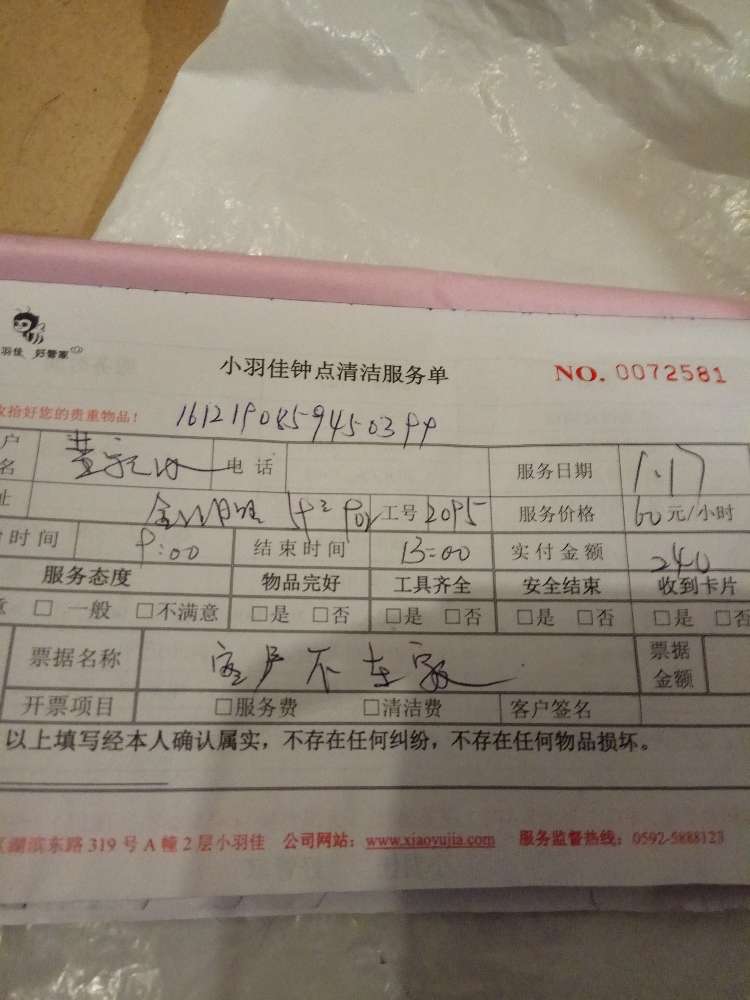 羽佳 好管家
小羽佳钟点清洁服务单 NO. 0072581
收拾好您的贵重物品! 1612190859450399
户名 电话 服务日期 1.17
址 工号 2095 服务价格 60元/小时
时间 9:00 结束时间 13:00 实付金额 240
服务态度 物品完好 工具齐全 安全结束 收到卡片
意 □ 一般 □不满意 □是 □否 □是 □否 □是 □否 □是 □否
票据名称 客户不在家 票据金额
开票项目 □服务费 □清洁费 客户签名
以上填写经本人确认属实，不存在任何纠纷，不存在任何物品损坏。
区湖滨东路 319 号 A 幢 2 层小羽佳 公司网站：www.xiaoyujia.com 服务监督热线：0592-5888123